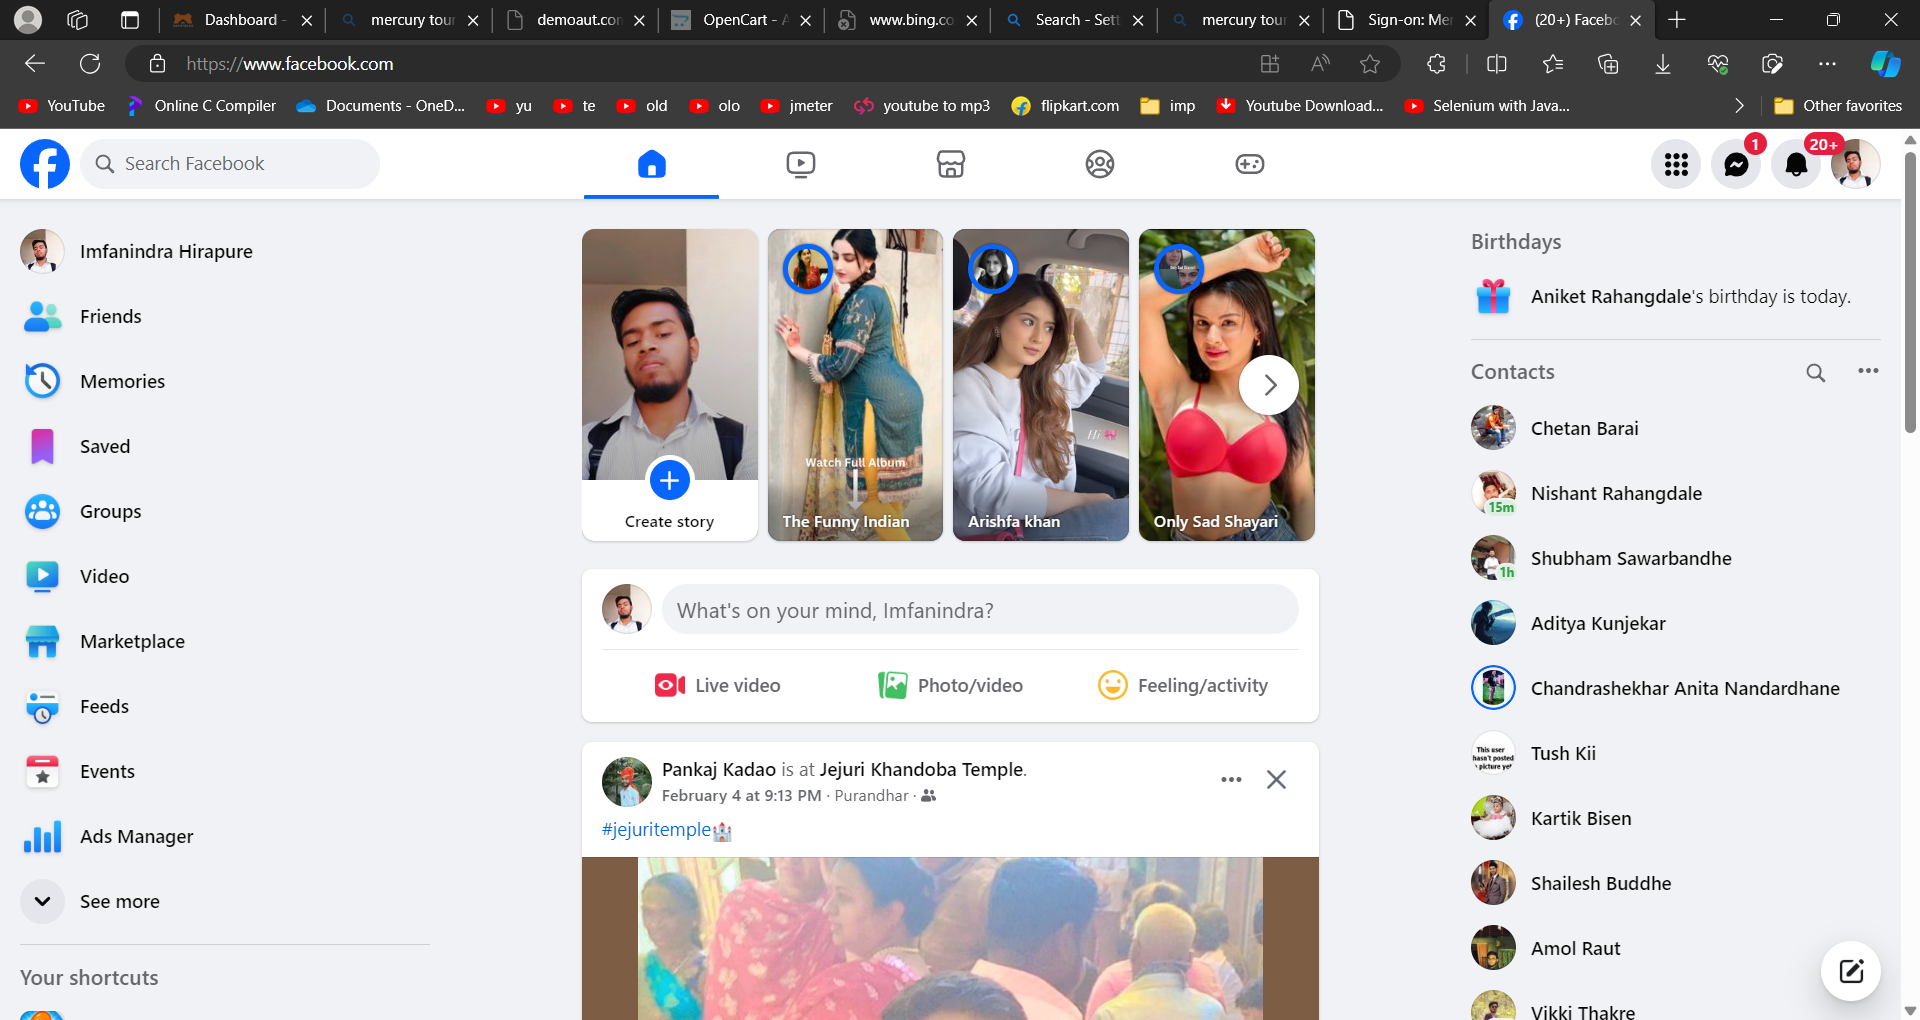 Dashboard -
mercury tour
demoaut.con
OpenCart - A
www.bing.co
Search - Sett
mercury tour
Sign-on: Me
(20+) Facebo
https://www.facebook.com
YouTube
Online C Compiler
Documents - OneD...
yu
te
old
olo
jmeter
youtube to mp3
flipkart.com
imp
Youtube Download...
Selenium with Java...
Other favorites
Search Facebook
1
20+
Imfanindra Hirapure
Friends
Memories
Saved
Groups
Video
Marketplace
Feeds
Events
Ads Manager
See more
Your shortcuts
Create story
Watch Full Album
The Funny Indian
Hi
Arishfa khan
Only Sad Shayari
What's on your mind, Imfanindra?
Live video
Photo/video
Feeling/activity
Pankaj Kadao is at Jejuri Khandoba Temple.
February 4 at 9:13 PM · Purandhar ·
#jejuritemple🏰
Birthdays
Aniket Rahangdale's birthday is today.
Contacts
Chetan Barai
Nishant Rahangdale
15m
Shubham Sawarbandhe
1h
Aditya Kunjekar
Chandrashekhar Anita Nandardhane
This user
hasn't posted
picture yet
Tush Kii
Kartik Bisen
Shailesh Buddhe
Amol Raut
Vikki Thakre